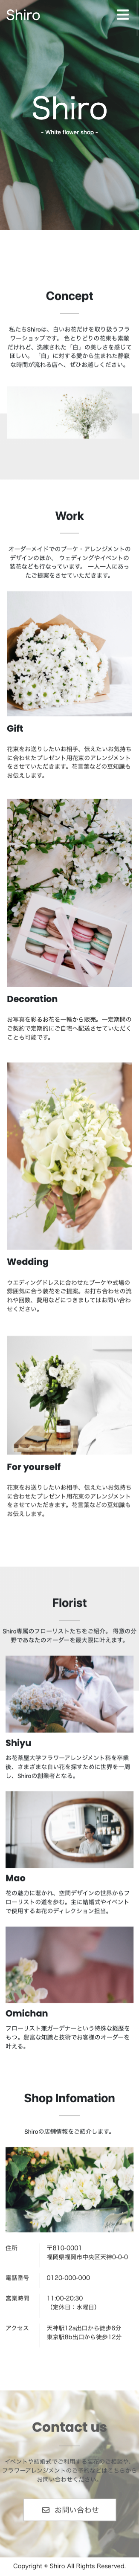 Shiro
Shiro
- White flower shop -
Concept
私たちShiroは、白いお花だけを取り扱うフラ
ワーショップです。 色とりどりの花束も素敵
だけれど、洗練された「白」の美しさを感じて
ほしい。 「白」に対する愛から生まれた静寂
な時間が流れる店へ、ぜひお越しください。
Work
オーダーメイドでのブーケ・アレンジメントの
デザインのほか、ウェディングやイベントの
装花なども行なっています。 一人一人にあっ
たご提案をさせていただきます。
Gift
花束をお送りしたいお相手、伝えたいお気持ち
に合わせたプレゼント用花束のアレンジメント
をさせていただきます。花言葉などの豆知識も
お伝えします。
Decoration
お写真を彩るお花を一輪から販売。一定期間の
ご契約で定期的にご自宅へ配送させていただく
ことも可能です。
Wedding
ウエディングドレスに合わせたブーケや式場の
雰囲気に合う装花をご提案。お打ち合わせの流
れや回数、費用などにつきましてはお問い合わ
せください。
For yourself
花束をお送りしたいお相手、伝えたいお気持ち
に合わせたプレゼント用花束のアレンジメント
をさせていただきます。花言葉などの豆知識も
お伝えします。
Florist
Shiro専属のフローリストたちをご紹介。 得意の分
野であなたのオーダーを最大限に叶えます。
Shiyu
お花茶屋大学フラワーアレンジメント科を卒業
後、さまざまな白い花を探すために世界を一周
し、Shiroの創業者となる。
Mao
花の魅力に惹かれ、空間デザインの世界からフ
ローリストの道を歩む。主に結婚式やイベント
で使用するお花のディレクション担当。
Omichan
フローリスト兼ガーデナーという特殊な経歴を
もつ。豊富な知識と技術でお客様のオーダーを
叶える。
Shop Infomation
Shiroの店舗情報をご紹介します。
住所 〒810-0001
福岡県福岡市中央区天神0-0-0
電話番号 0120-000-000
営業時間 11:00-20:30
（定休日：水曜日）
アクセス 天神駅12a出口から徒歩6分
東京駅8b出口から徒歩12分
Contact us
イベントや結婚式でご利用する装花のご相談や、
フラワーアレンジメントのご予約などはこちらから
お問い合わせください。
お問い合わせ
Copyright © Shiro All Rights Reserved.